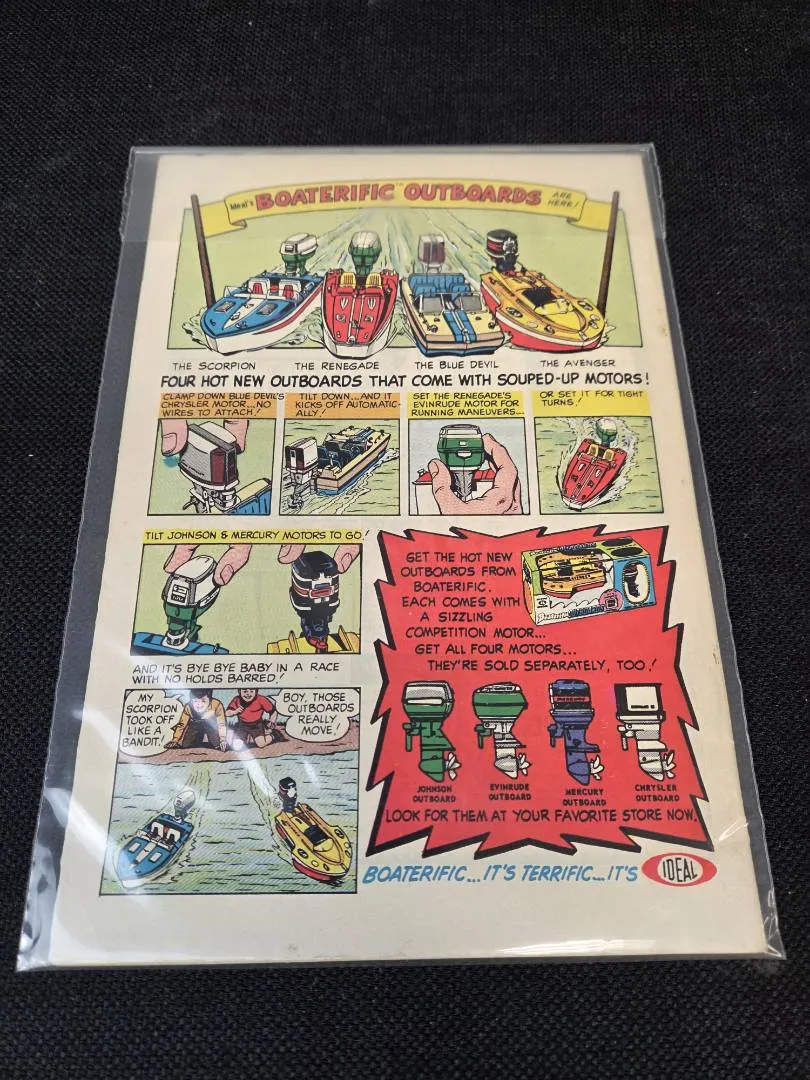 Ideal's BOATERIFIC™ OUTBOARDS ARE HERE!
THE SCORPION THE RENEGADE THE BLUE DEVIL THE AVENGER
FOUR HOT NEW OUTBOARDS THAT COME WITH SOUPED-UP MOTORS!
CLAMP DOWN BLUE DEVIL'S
CHRYSLER MOTOR...NO
WIRES TO ATTACH!
TILT DOWN...AND IT
KICKS OFF AUTOMATIC-
ALLY!
SET THE RENEGADE'S
EVINRUDE MOTOR FOR
RUNNING MANEUVERS...
OR SET IT FOR TIGHT
TURNS!
TILT JOHNSON & MERCURY MOTORS TO GO!
AND IT'S BYE BYE BABY IN A RACE
WITH NO HOLDS BARRED!
MY
SCORPION
TOOK OFF
LIKE A
BANDIT!
BOY, THOSE
OUTBOARDS
REALLY
MOVE!
GET THE HOT NEW
OUTBOARDS FROM
BOATERIFIC.
EACH COMES WITH
A SIZZLING
COMPETITION MOTOR...
GET ALL FOUR MOTORS...
THEY'RE SOLD SEPARATELY, TOO!
JOHNSON
OUTBOARD
EVINRUDE
OUTBOARD
MERCURY
OUTBOARD
CHRYSLER
OUTBOARD
LOOK FOR THEM AT YOUR FAVORITE STORE NOW.
BOATERIFIC...IT'S TERRIFIC...IT'S IDEAL